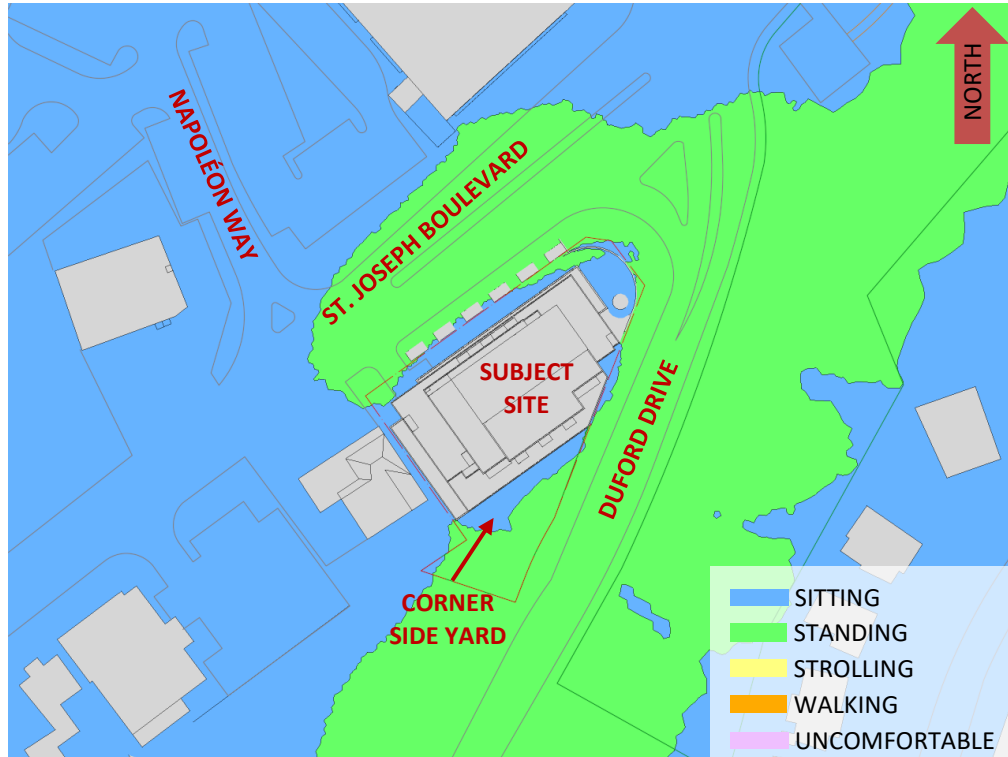 NORTH
NAPOLÉON WAY
ST. JOSEPH BOULEVARD
SUBJECT
SITE
DUFORD DRIVE
CORNER
SIDE YARD
SITTING
STANDING
STROLLING
WALKING
UNCOMFORTABLE